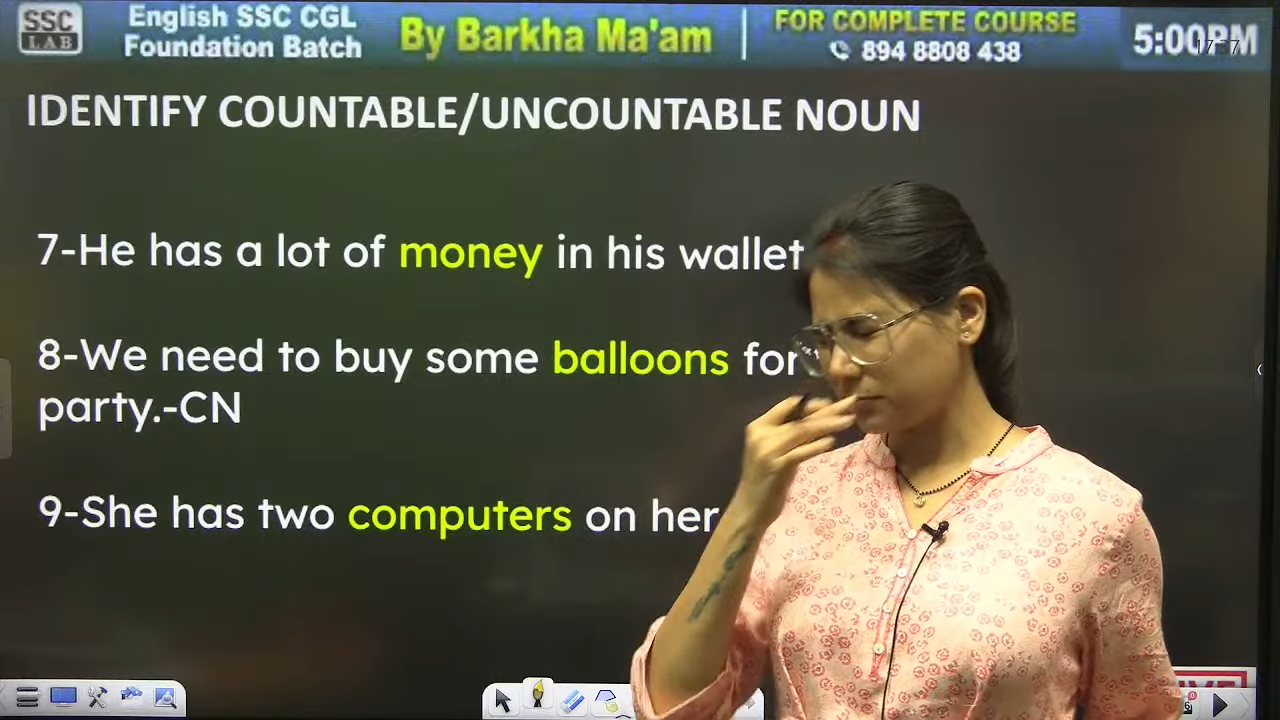 SSC
LAB
English SSC CGL
Foundation Batch
By Barkha Ma'am
FOR COMPLETE COURSE
894 8808 438
5:00PM
IDENTIFY COUNTABLE/UNCOUNTABLE NOUN
7-He has a lot of money in his wallet
8-We need to buy some balloons for
party.-CN
9-She has two computers on her